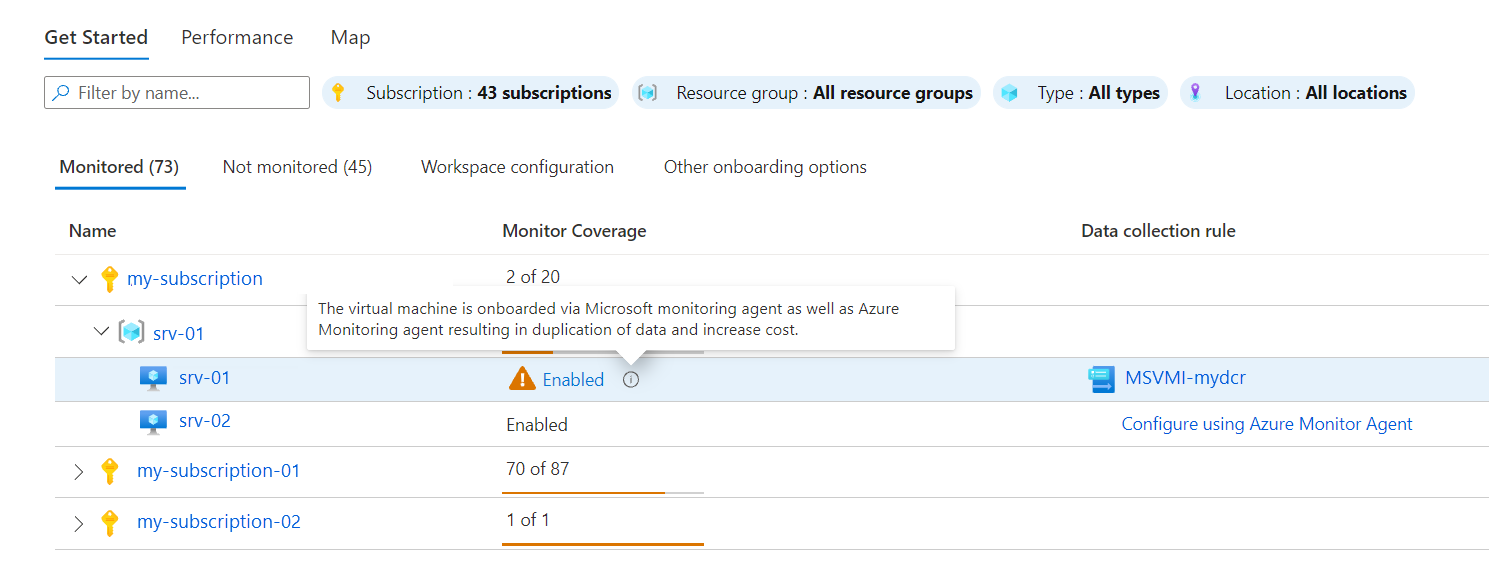 Get Started Performance Map
Filter by name... Subscription : 43 subscriptions Resource group : All resource groups Type : All types Location : All locations
Monitored (73) Not monitored (45) Workspace configuration Other onboarding options
Name Monitor Coverage Data collection rule
my-subscription 2 of 20
The virtual machine is onboarded via Microsoft monitoring agent as well as Azure
Monitoring agent resulting in duplication of data and increase cost.
srv-01
srv-01 Enabled MSVMI-mydcr
srv-02 Enabled Configure using Azure Monitor Agent
my-subscription-01 70 of 87
my-subscription-02 1 of 1